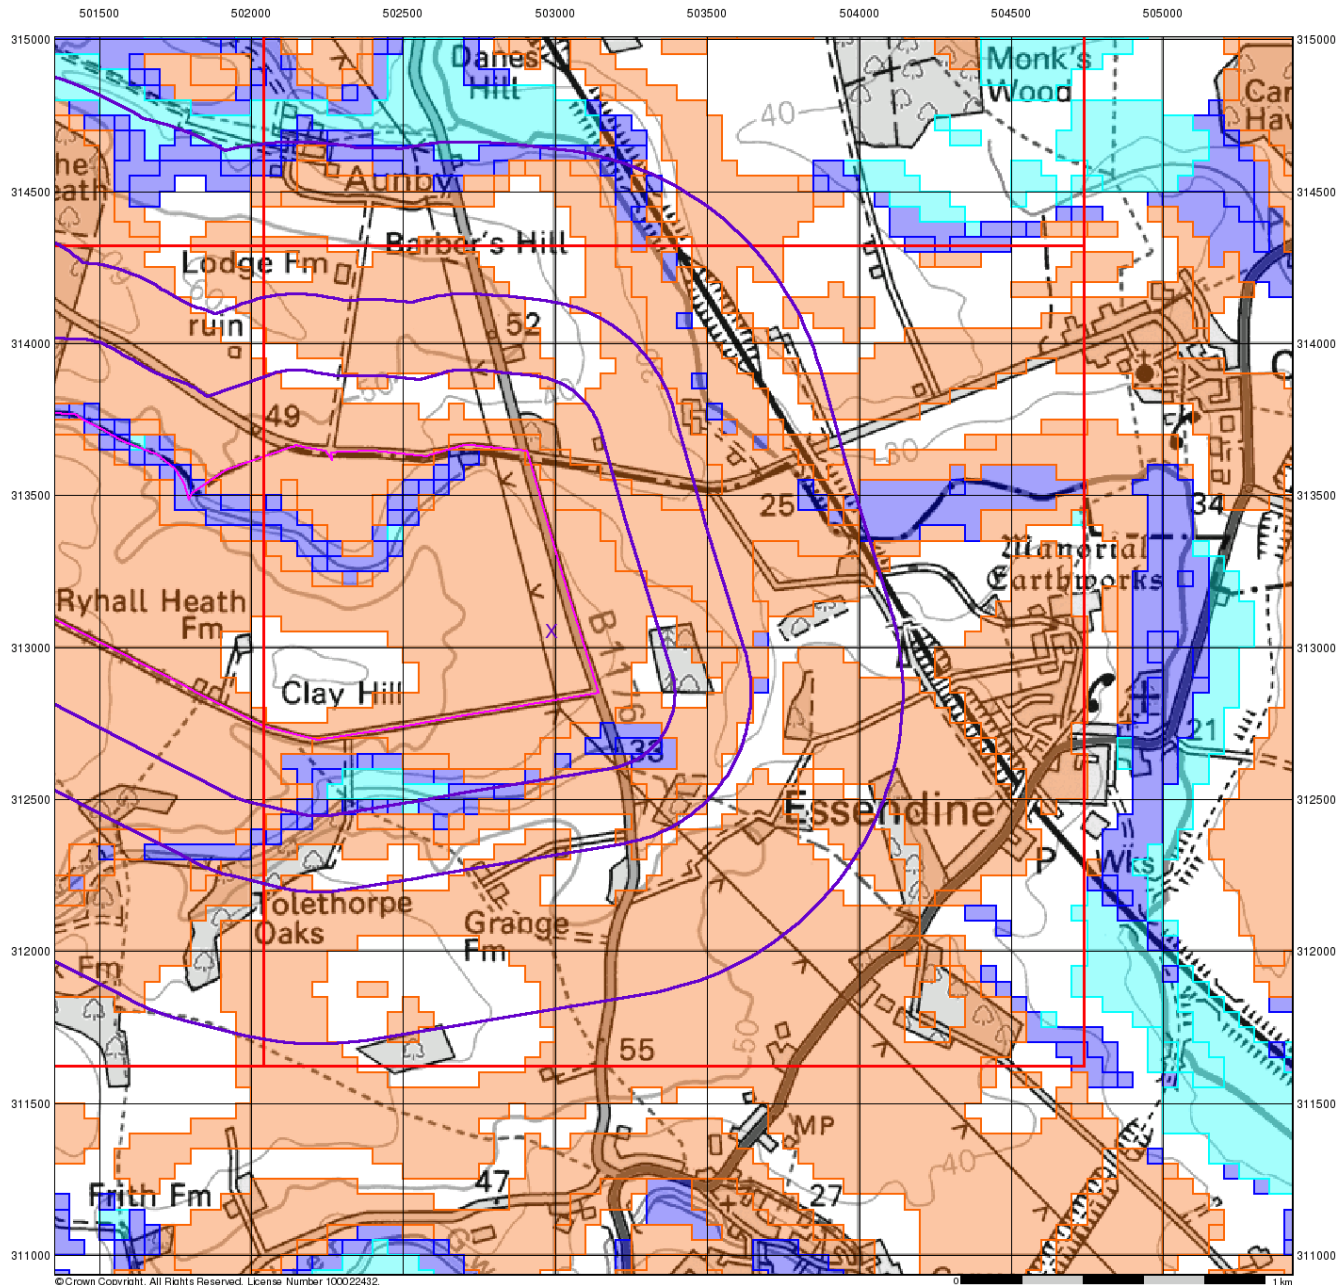 501500 502000 502500 503000 503500 504000 504500 505000
315000 315000
Danes
Hill
Monk's
Wood
40
Car
Hav
he
eath
Aunby
314500 314500
Barber's Hill
Lodge Fm
60
ruin
52
314000 314000
50
40
49
30
313500 313500
25
34
Manorial
Earthworks
Ryhall Heath
Fm
X
B1176
313000 313000
Clay Hill
33
21
312500 312500
Essendine
P
Wks
Tolethorpe
Oaks
Grange
Fm
312000 312000
Fm
50
55
311500 311500
MP
40
47
27
Frith Fm
311000 311000
© Crown Copyright. All Rights Reserved. License Number 100022432.
0 1 km